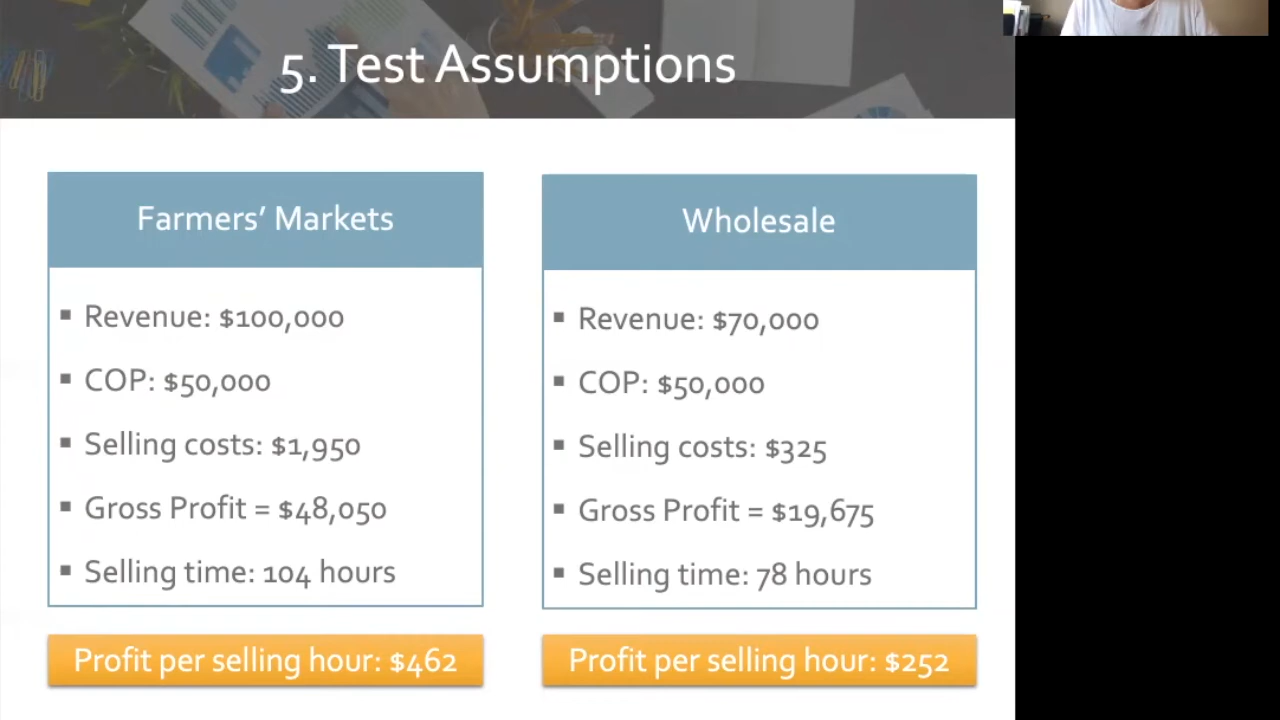 5. Test Assumptions
Farmers’ Markets
▪ Revenue: $100,000
▪ COP: $50,000
▪ Selling costs: $1,950
▪ Gross Profit = $48,050
▪ Selling time: 104 hours
Profit per selling hour: $462
Wholesale
▪ Revenue: $70,000
▪ COP: $50,000
▪ Selling costs: $325
▪ Gross Profit = $19,675
▪ Selling time: 78 hours
Profit per selling hour: $252